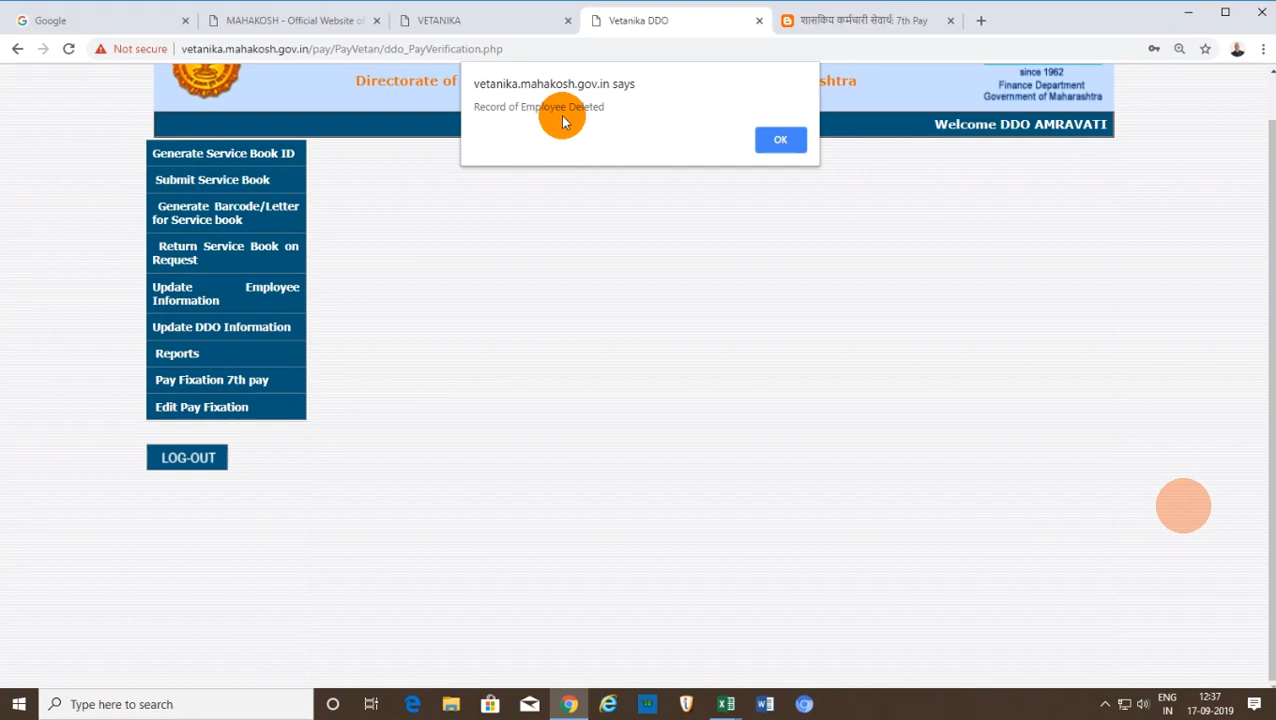 Google
MAHAKOSH - Official Website of
VETANIKA
Vetanika DDO
शासकिय कर्मचारी सेवार्थ: 7th Pay
Not secure
vetanika.mahakosh.gov.in/pay/PayVetan/ddo_PayVerification.php
Directorate of
shtra
since 1962
Finance Department
Government of Maharashtra
vetanika.mahakosh.gov.in says
Record of Employee Deleted
OK
Welcome DDO AMRAVATI
Generate Service Book ID
Submit Service Book
Generate Barcode/Letter
for Service book
Return Service Book on
Request
Update Employee
Information
Update DDO Information
Reports
Pay Fixation 7th pay
Edit Pay Fixation
LOG-OUT
Type here to search
ENG
IN
12:37
17-09-2019